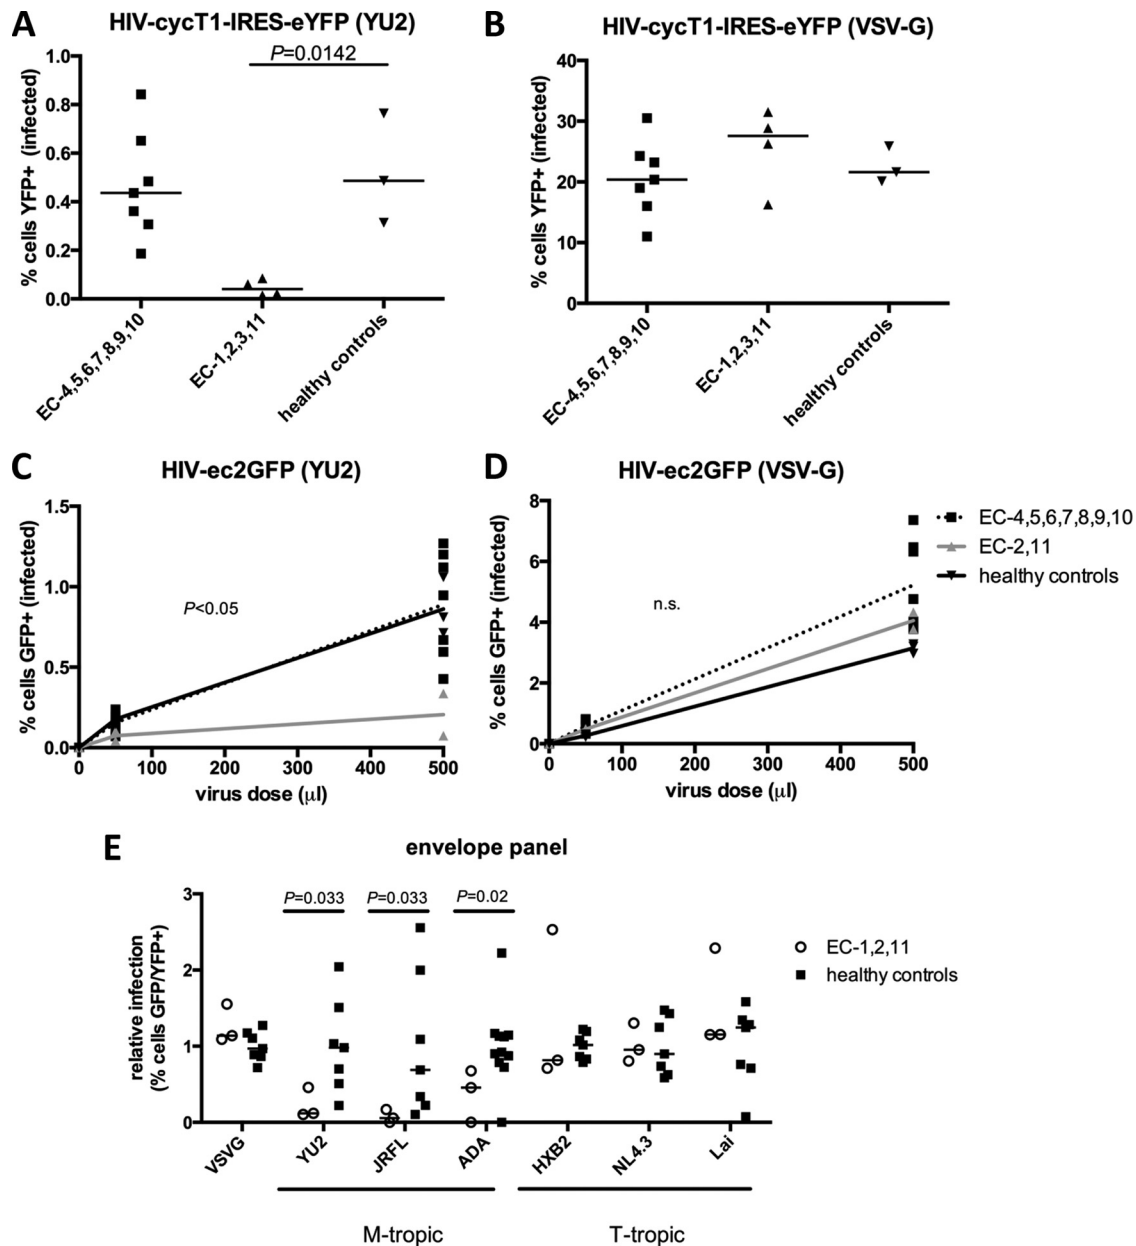 A
HIV-cycT1-IRES-eYFP (YU2)
P=0.0142
% cells YFP+ (infected)
1.0
0.8
0.6
0.4
0.2
0.0
EC-4,5,6,7,8,9,10
EC-1,2,3,11
healthy controls
B
HIV-cycT1-IRES-eYFP (VSV-G)
% cells YFP+ (infected)
40
30
20
10
0
EC-4,5,6,7,8,9,10
EC-1,2,3,11
healthy controls
C
HIV-ec2GFP (YU2)
% cells GFP+ (infected)
1.5
1.0
0.5
0.0
P<0.05
0 100 200 300 400 500
virus dose (μl)
D
HIV-ec2GFP (VSV-G)
% cells GFP+ (infected)
8
6
4
2
0
n.s.
0 100 200 300 400 500
virus dose (μl)
EC-4,5,6,7,8,9,10
EC-2,11
healthy controls
E
envelope panel
relative infection
(% cells GFP/YFP+)
3
2
1
0
P=0.033 P=0.033 P=0.02
EC-1,2,11
healthy controls
VSVG YU2 JRFL ADA HXB2 NL4.3 Lai
M-tropic T-tropic